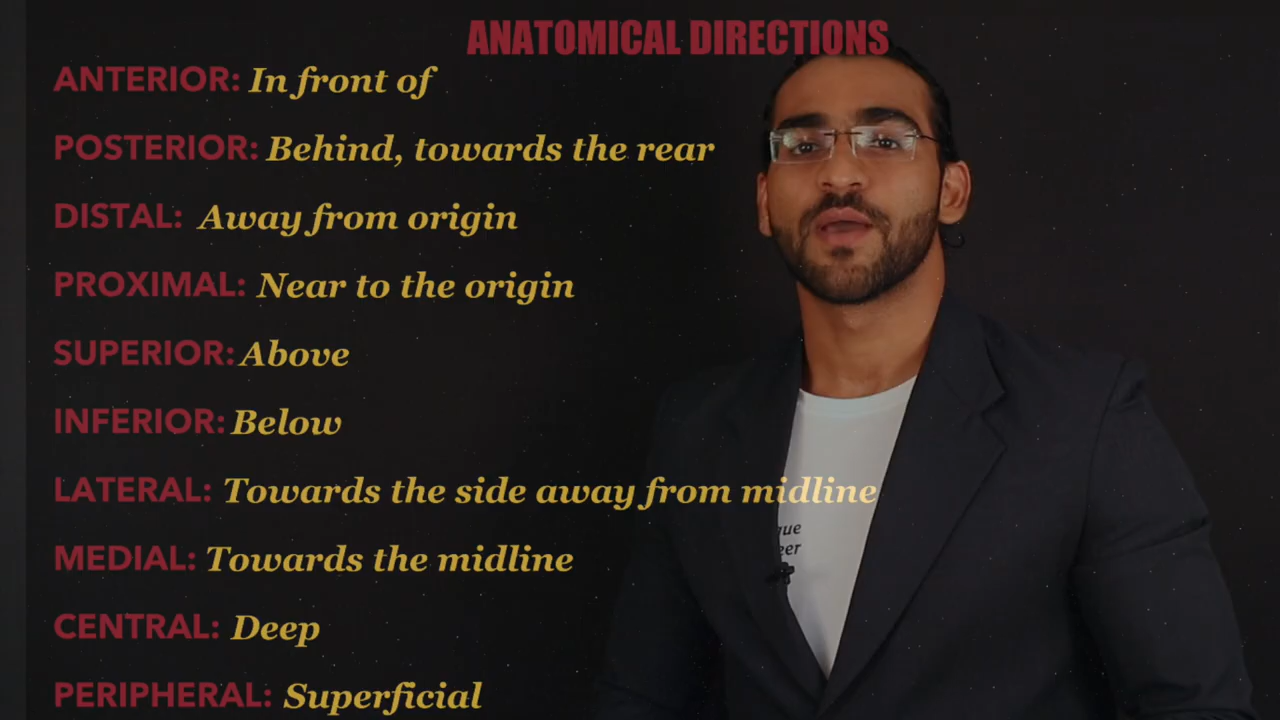 ANATOMICAL DIRECTIONS
ANTERIOR: In front of
POSTERIOR: Behind, towards the rear
DISTAL: Away from origin
PROXIMAL: Near to the origin
SUPERIOR: Above
INFERIOR: Below
LATERAL: Towards the side away from midline
MEDIAL: Towards the midline
CENTRAL: Deep
PERIPHERAL: Superficial